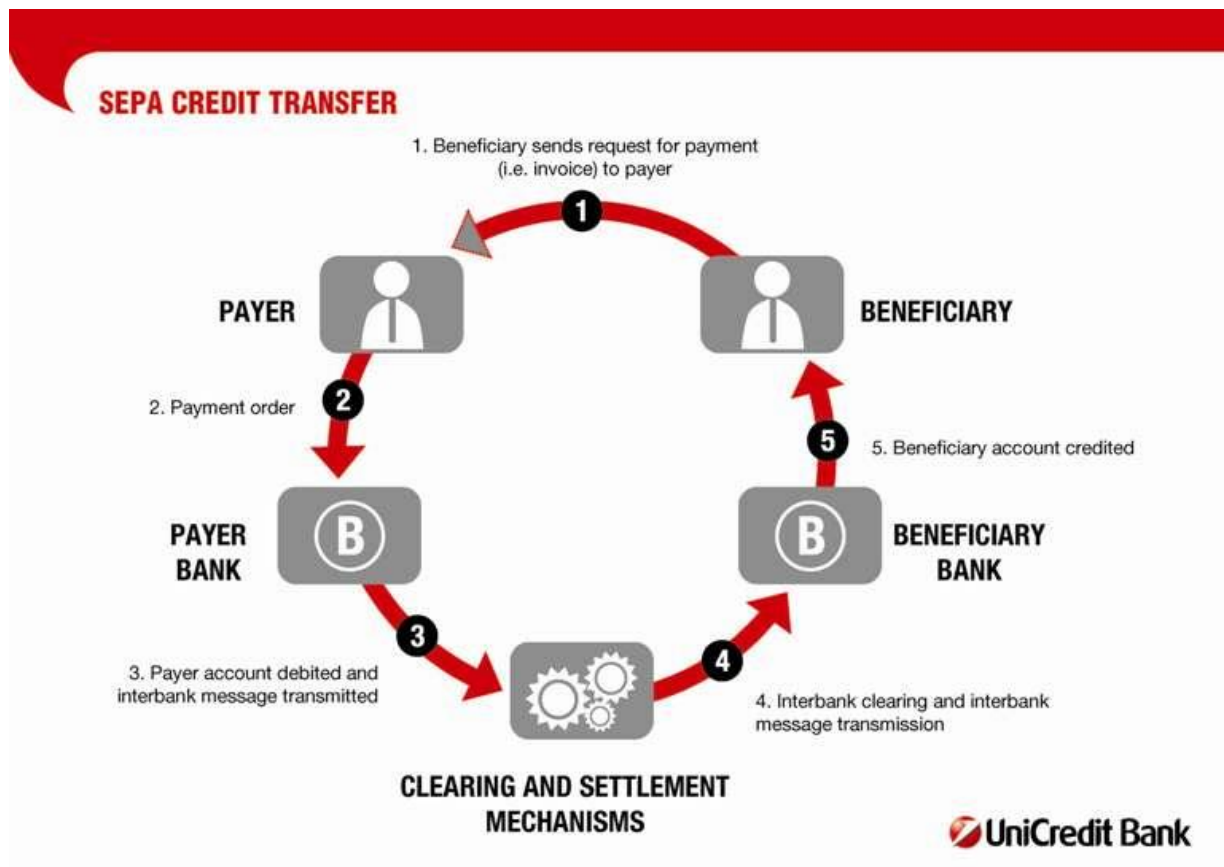 SEPA CREDIT TRANSFER
1. Beneficiary sends request for payment
(i.e. invoice) to payer
1
PAYER
BENEFICIARY
2. Payment order
2
5
5. Beneficiary account credited
PAYER
BANK
B
B
BENEFICIARY
BANK
3
4
3. Payer account debited and
interbank message transmitted
4. Interbank clearing and interbank
message transmission
CLEARING AND SETTLEMENT
MECHANISMS
UniCredit Bank